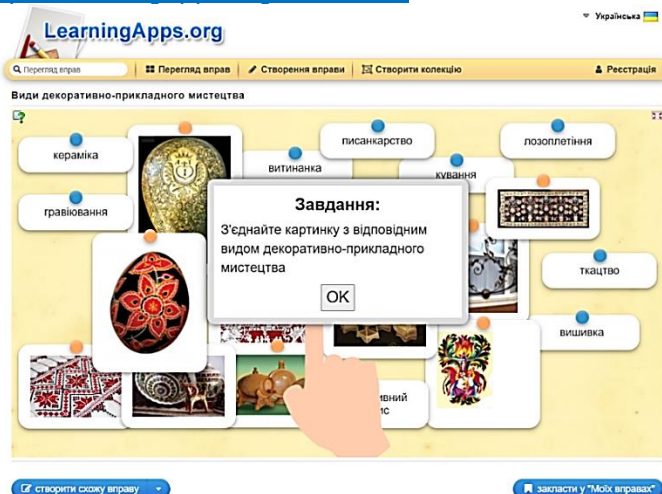 LearningApps.org
Українська
Перегляд вправ
Перегляд вправ
Створення вправи
Створити колекцію
Реєстрація
Види декоративно-прикладного мистецтва
кераміка
витинанка
писанкарство
лозоплетіння
кування
гравіювання
Завдання:
З'єднайте картинку з відповідним
видом декоративно-прикладного
мистецтва
OK
ткацтво
вишивка
створити схожу вправу
закласти у "Моїх вправах"